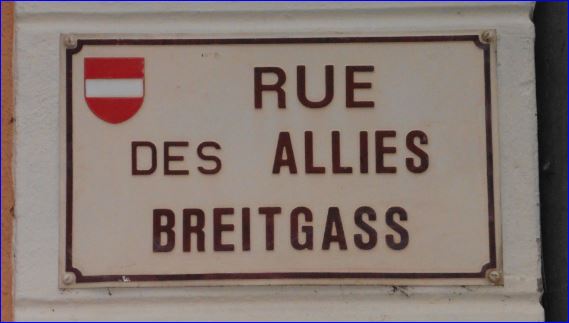 RUE
DES ALLIES
BREITGASS